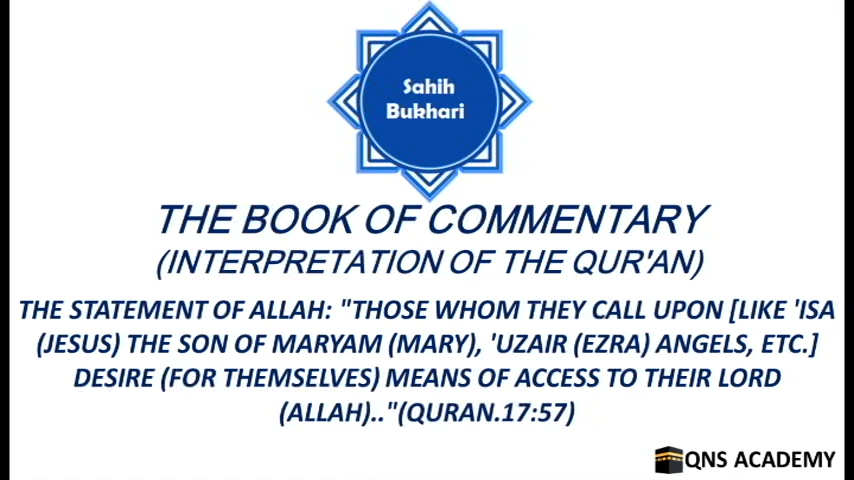 Sahih
Bukhari
THE BOOK OF COMMENTARY
(INTERPRETATION OF THE QUR'AN)
THE STATEMENT OF ALLAH: "THOSE WHOM THEY CALL UPON [LIKE 'ISA
(JESUS) THE SON OF MARYAM (MARY), 'UZAIR (EZRA) ANGELS, ETC.]
DESIRE (FOR THEMSELVES) MEANS OF ACCESS TO THEIR LORD
(ALLAH).."(QURAN.17:57)
QNS ACADEMY